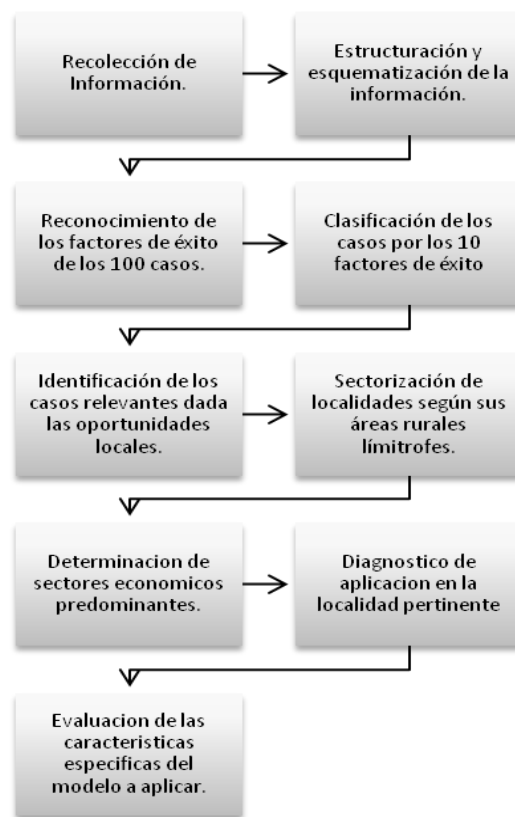 Recolección de
Información.
Estructuración y
esquematización de la
información.
Reconocimiento de
los factores de éxito
de los 100 casos.
Clasificación de los
casos por los 10
factores de éxito
Identificación de los
casos relevantes dada
las oportunidades
locales.
Sectorización de
localidades según sus
áreas rurales
límitrofes.
Determinacion de
sectores economicos
predominantes.
Diagnostico de
aplicacion en la
localidad pertinente
Evaluacion de las
caracteristicas
especificas del
modelo a aplicar.